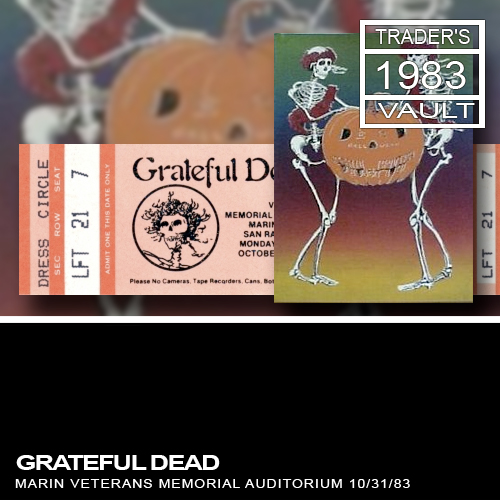 TRADER'S
1983
VAULT
DRESS CIRCLE
SEC ROW SEAT
LFT 21 7
ADMIT ONE THIS DATE ONLY
Grateful De
V
MEMORIAL
MARIN
SAN RA
MONDAY
OCTOBE
Please No Cameras, Tape Recorders, Cans, Bot
LFT 21 7
GRATEFUL DEAD
MARIN VETERANS MEMORIAL AUDITORIUM 10/31/83